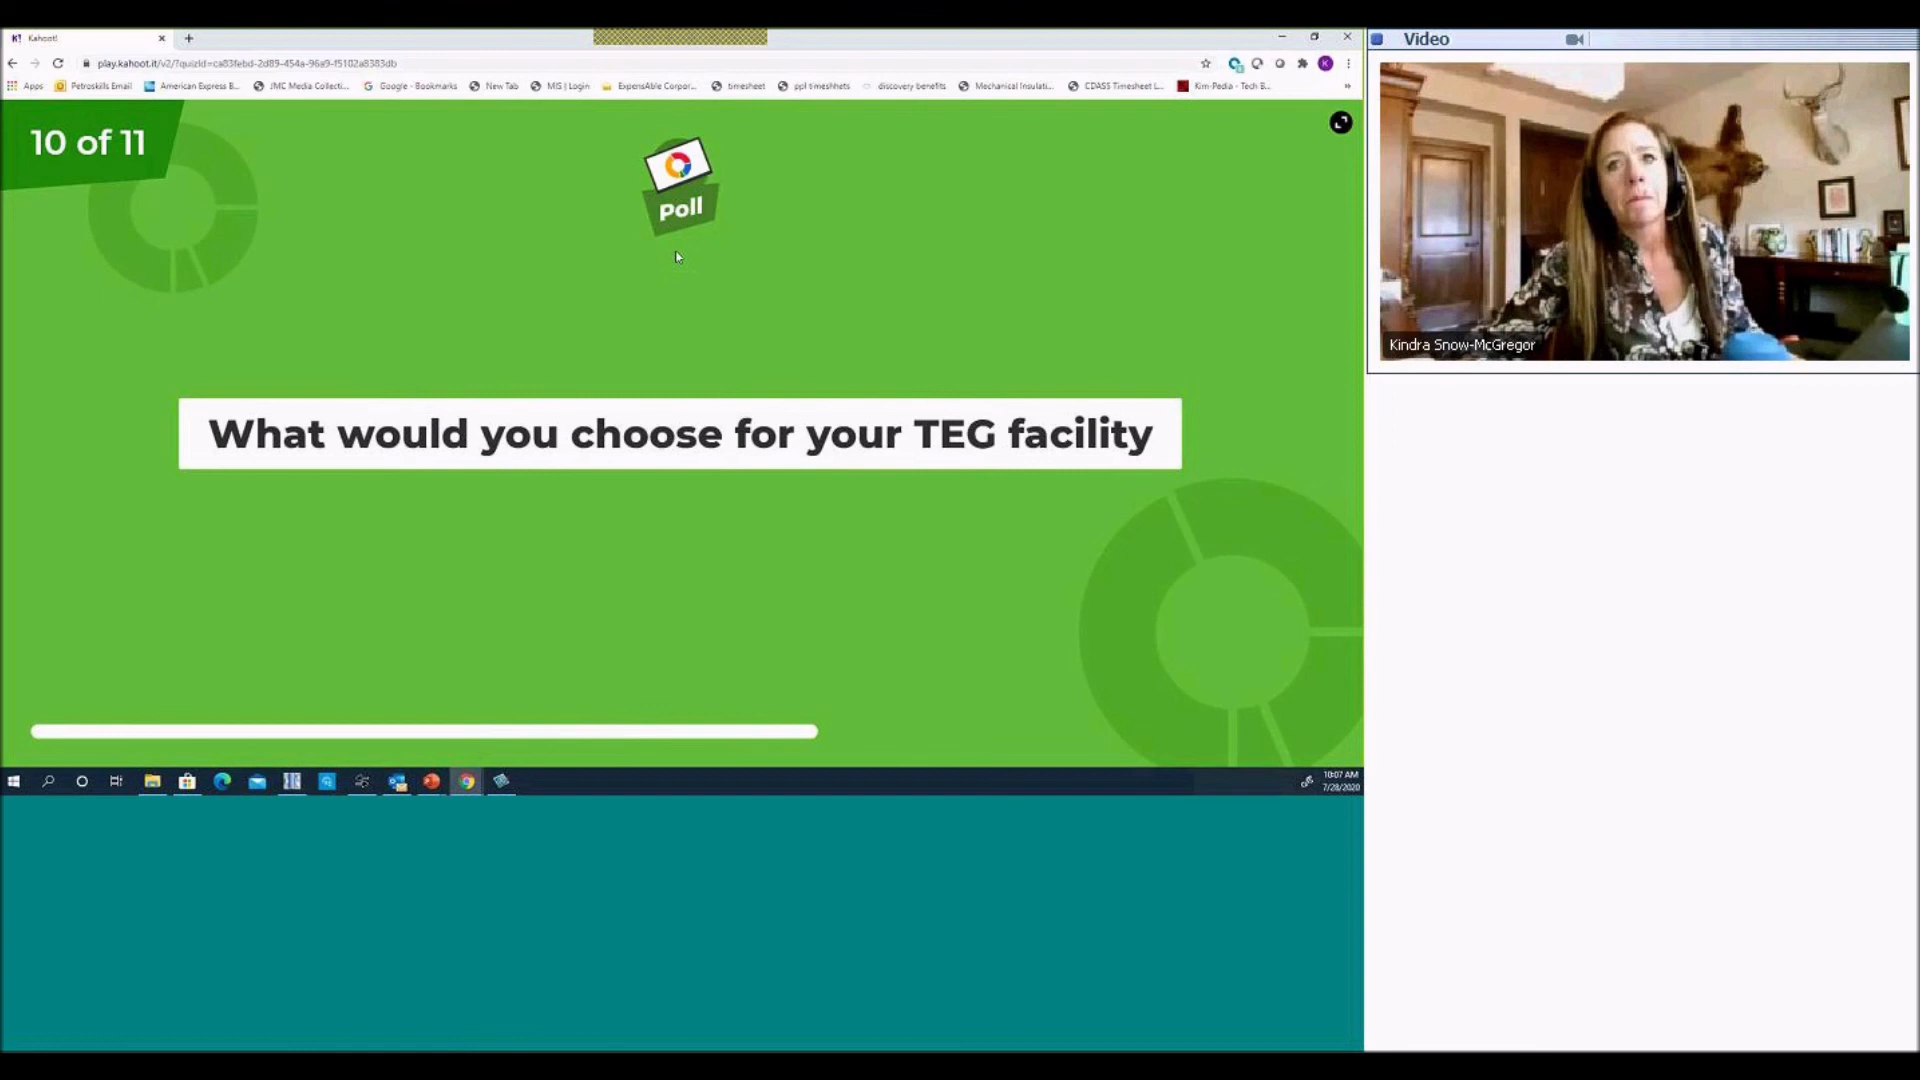 K! Kahoot!
play.kahoot.it/v2/?quizId=ca83febd-2d89-454a-96a9-f5102a8383db
Apps
Petroskills Email
American Express B...
JMC Media Collecti...
Google - Bookmarks
New Tab
MIS | Login
ExpensAble Corpor...
timesheet
ppl timeshhets
discovery benefits
Mechanical Insulati...
CDASS Timesheet L...
Kim-Pedia - Tech B...
»
10 of 11
Poll
What would you choose for your TEG facility
10:07 AM
7/28/2020
Video
Kindra Snow-McGregor